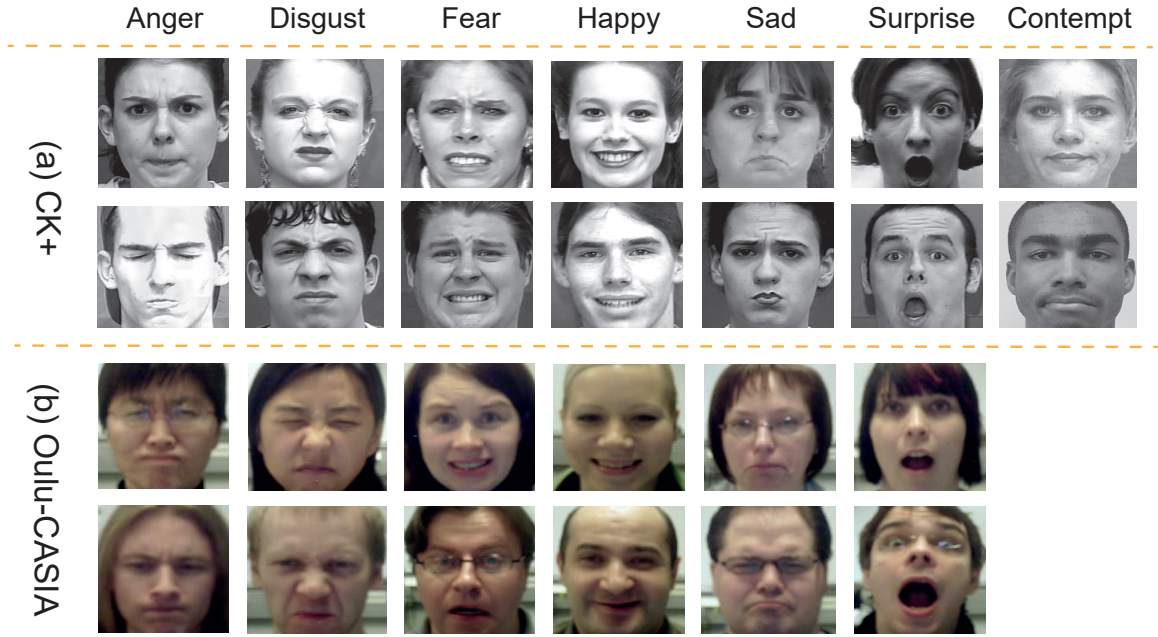 Anger Disgust Fear Happy Sad Surprise Contempt
(a) CK+
(b) Oulu-CASIA